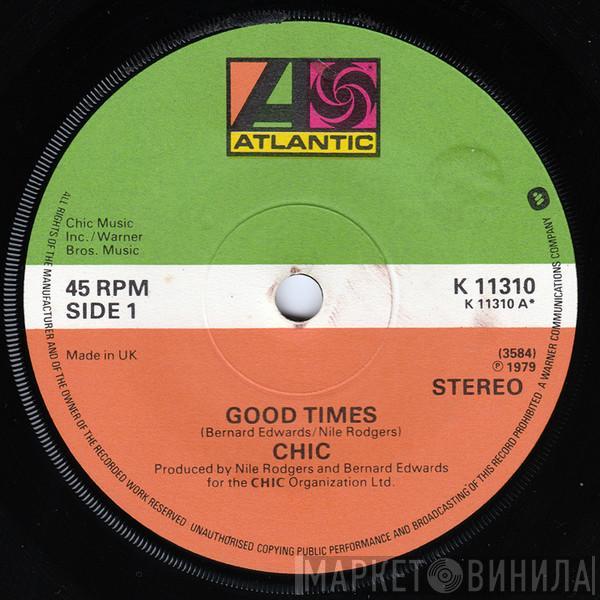 ATLANTIC
Chic Music
Inc./Warner
Bros. Music
45 RPM
SIDE 1
K 11310
K 11310 A*
Made in UK
(3584)
℗ 1979
STEREO
GOOD TIMES
(Bernard Edwards/Nile Rodgers)
CHIC
Produced by Nile Rodgers and Bernard Edwards
for the CHIC Organization Ltd.
ALL RIGHTS OF THE MANUFACTURER AND OF THE OWNER OF THE RECORDED WORK RESERVED UNAUTHORISED COPYING PUBLIC PERFORMANCE AND BROADCASTING OF THIS RECORD PROHIBITED A WARNER COMMUNICATIONS COMPANY
МАРКЕТ ВИНИЛА